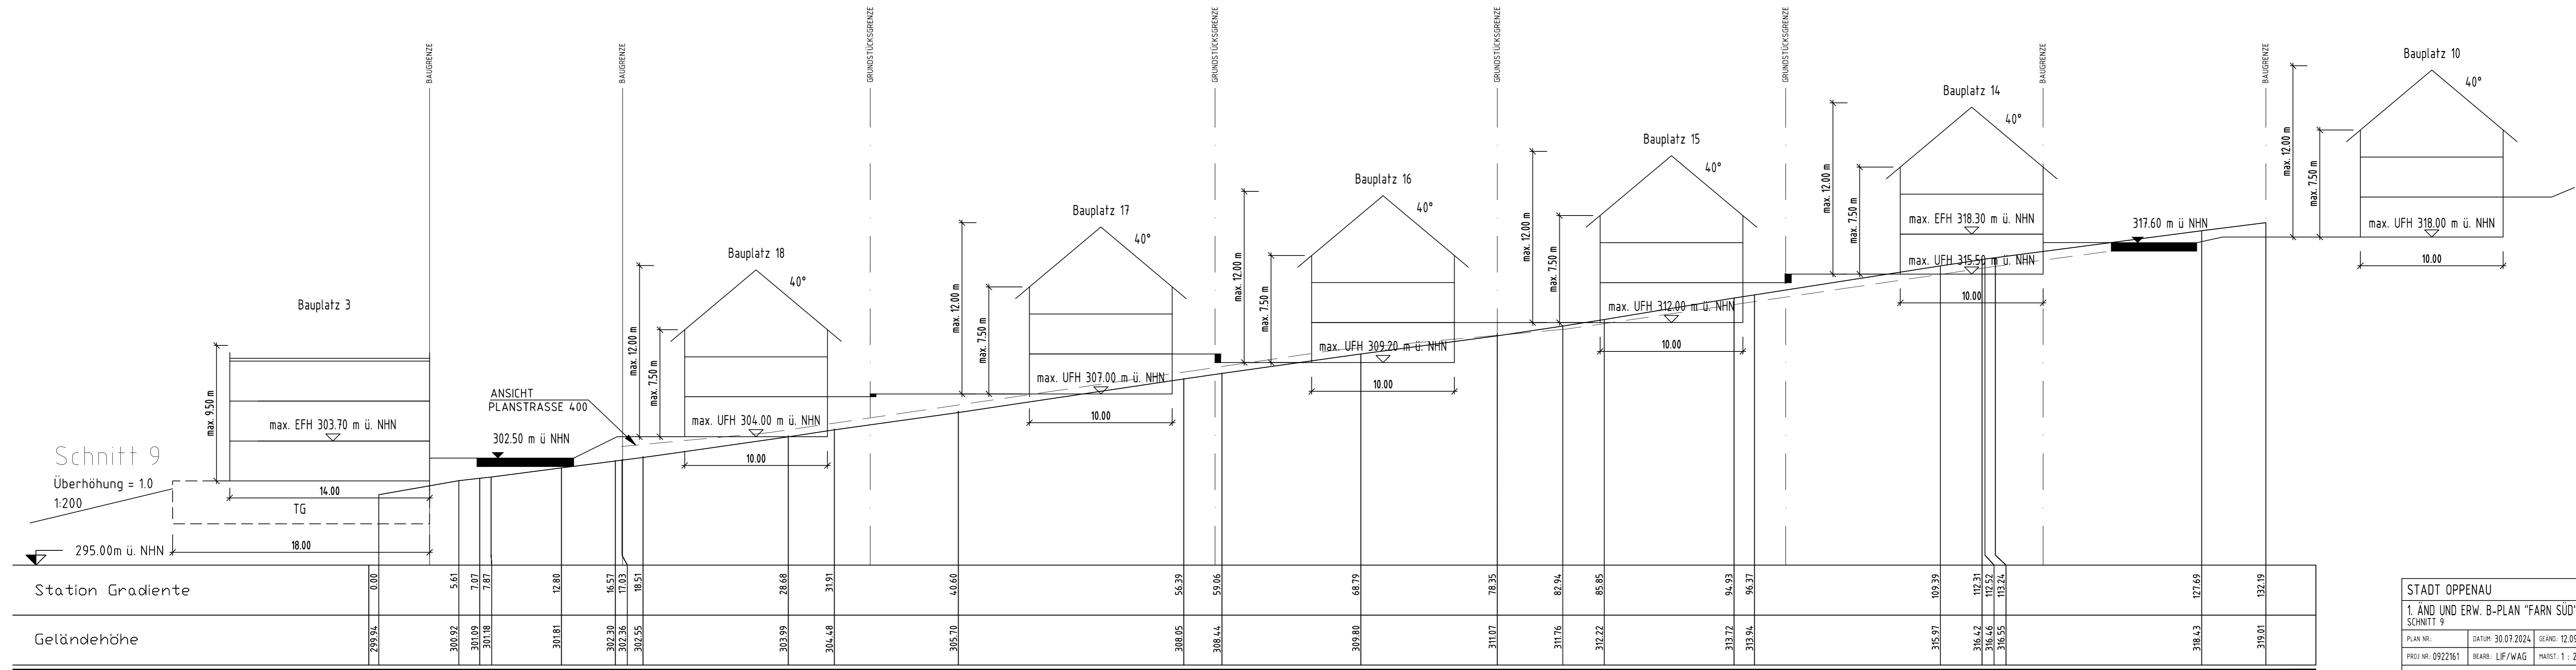 BAUGRENZE
BAUGRENZE
GRUNDSTÜCKSGRENZE
GRUNDSTÜCKSGRENZE
GRUNDSTÜCKSGRENZE
GRUNDSTÜCKSGRENZE
BAUGRENZE
BAUGRENZE
Bauplatz 3
max. 9.50 m
max. EFH 303.70 m ü. NHN
14.00
TG
18.00
Schnitt 9
Überhöhung = 1.0
1:200
295.00m ü. NHN
302.50 m ü NHN
ANSICHT
PLANSTRASSE 400
Bauplatz 18
40°
max. 12.00 m
max. 7.50 m
max. UFH 304.00 m ü. NHN
10.00
Bauplatz 17
40°
max. 12.00 m
max. 7.50 m
max. UFH 307.00 m ü. NHN
10.00
Bauplatz 16
40°
max. 12.00 m
max. 7.50 m
max. UFH 309.20 m ü. NHN
10.00
Bauplatz 15
40°
max. 12.00 m
max. 7.50 m
max. UFH 312.00 m ü. NHN
10.00
Bauplatz 14
40°
max. 12.00 m
max. 7.50 m
max. EFH 318.30 m ü. NHN
max. UFH 315.50 m ü. NHN
10.00
317.60 m ü NHN
Bauplatz 10
40°
max. 12.00 m
max. 7.50 m
max. UFH 318.00 m ü. NHN
10.00
Station Gradiente 0.00 5.61 7.07 7.87 12.80 16.57 17.03 18.51 28.68 31.91 40.60 56.39 59.06 68.79 78.35 82.94 85.85 94.93 96.37 109.39 112.31 112.52 113.24 127.69 132.19
Geländehöhe 299.94 300.92 301.09 301.18 301.81 302.30 302.36 302.55 303.99 304.48 305.70 308.05 308.44 309.80 311.07 311.76 312.22 313.72 313.94 315.97 316.42 316.46 316.55 318.43 319.01
STADT OPPENAU
1. ÄND UND ERW. B-PLAN "FARN SÜD"
SCHNITT 9
PLAN NR.: DATUM: 30.07.2024 GEÄND.: 12.09
PROJ NR.: 0922161 BEARB.: LIF/WAG MAßST.: 1 : 2